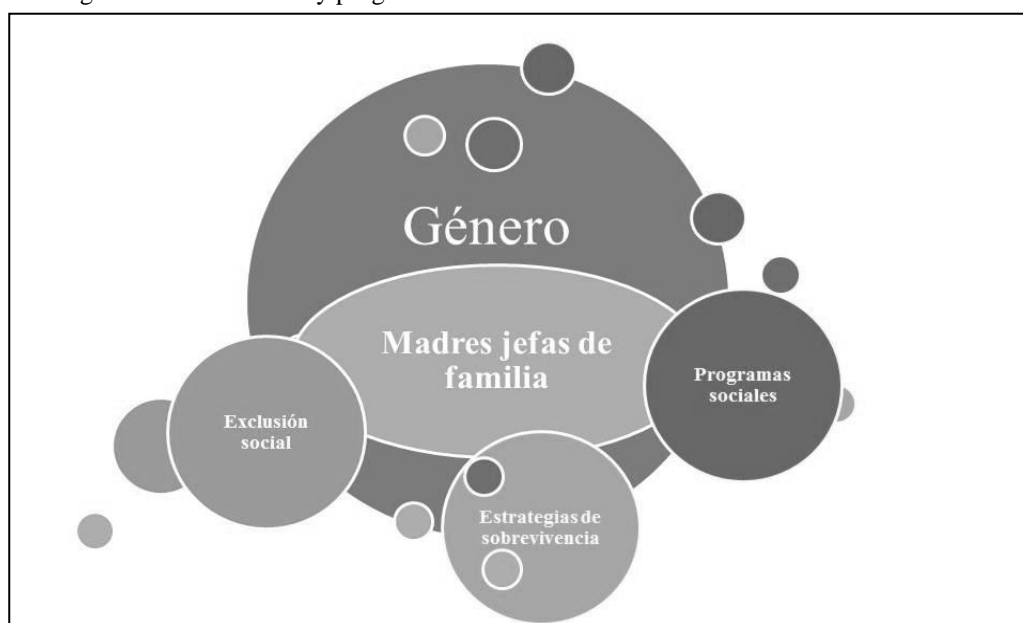 Género
Madres jefas de
familia
Programas
sociales
Exclusión
social
Estrategias de
sobrevivencia